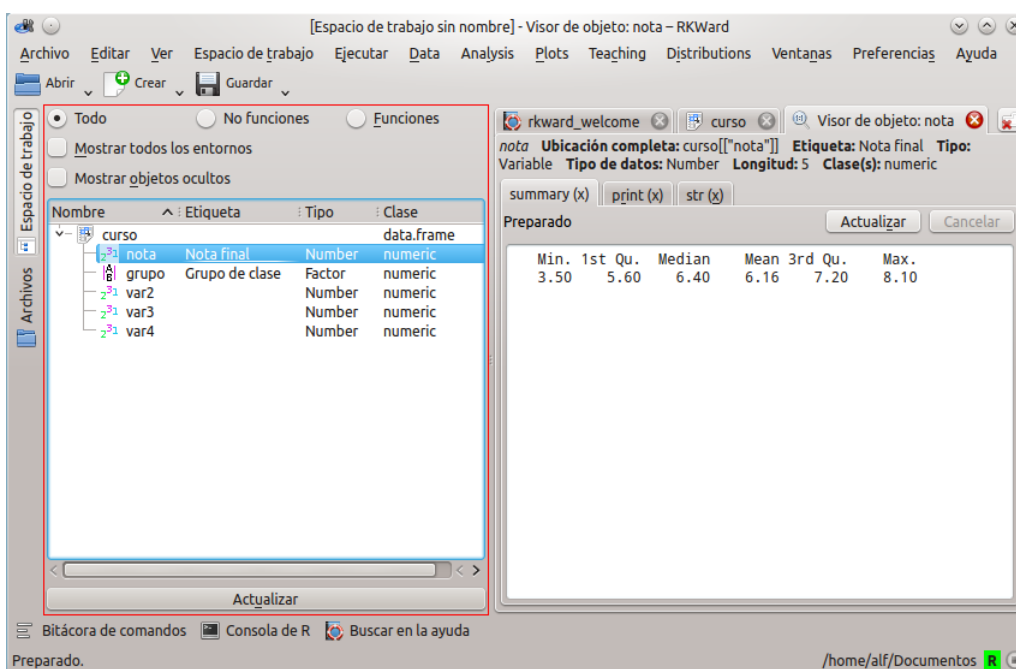 [Espacio de trabajo sin nombre] - Visor de objeto: nota – RKWard
Archivo Editar Ver Espacio de trabajo Ejecutar Data Analysis Plots Teaching Distributions Ventanas Preferencias Ayuda
Abrir Crear Guardar
Espacio de trabajo
Archivos
Todo No funciones Funciones
Mostrar todos los entornos
Mostrar objetos ocultos
Nombre Etiqueta Tipo Clase
curso data.frame
nota Nota final Number numeric
grupo Grupo de clase Factor numeric
var2 Number numeric
var3 Number numeric
var4 Number numeric
Actualizar
rkward_welcome curso Visor de objeto: nota
nota Ubicación completa: curso[["nota"]] Etiqueta: Nota final Tipo:
Variable Tipo de datos: Number Longitud: 5 Clase(s): numeric
summary (x) print (x) str (x)
Preparado Actualizar Cancelar
Min. 1st Qu. Median Mean 3rd Qu. Max.
3.50 5.60 6.40 6.16 7.20 8.10
Bitácora de comandos Consola de R Buscar en la ayuda
Preparado. /home/alf/Documentos R